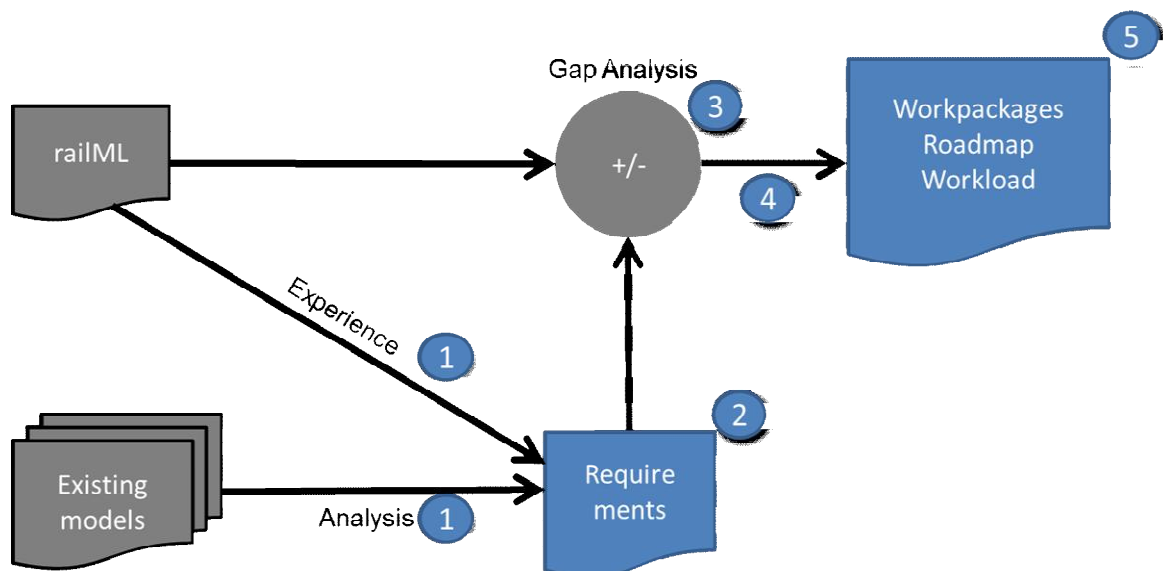 5
Gap Analysis
3
Workpackages
Roadmap
Workload
railML
+/-
4
Experience
1
2
Existing
models
Require
ments
Analysis
1